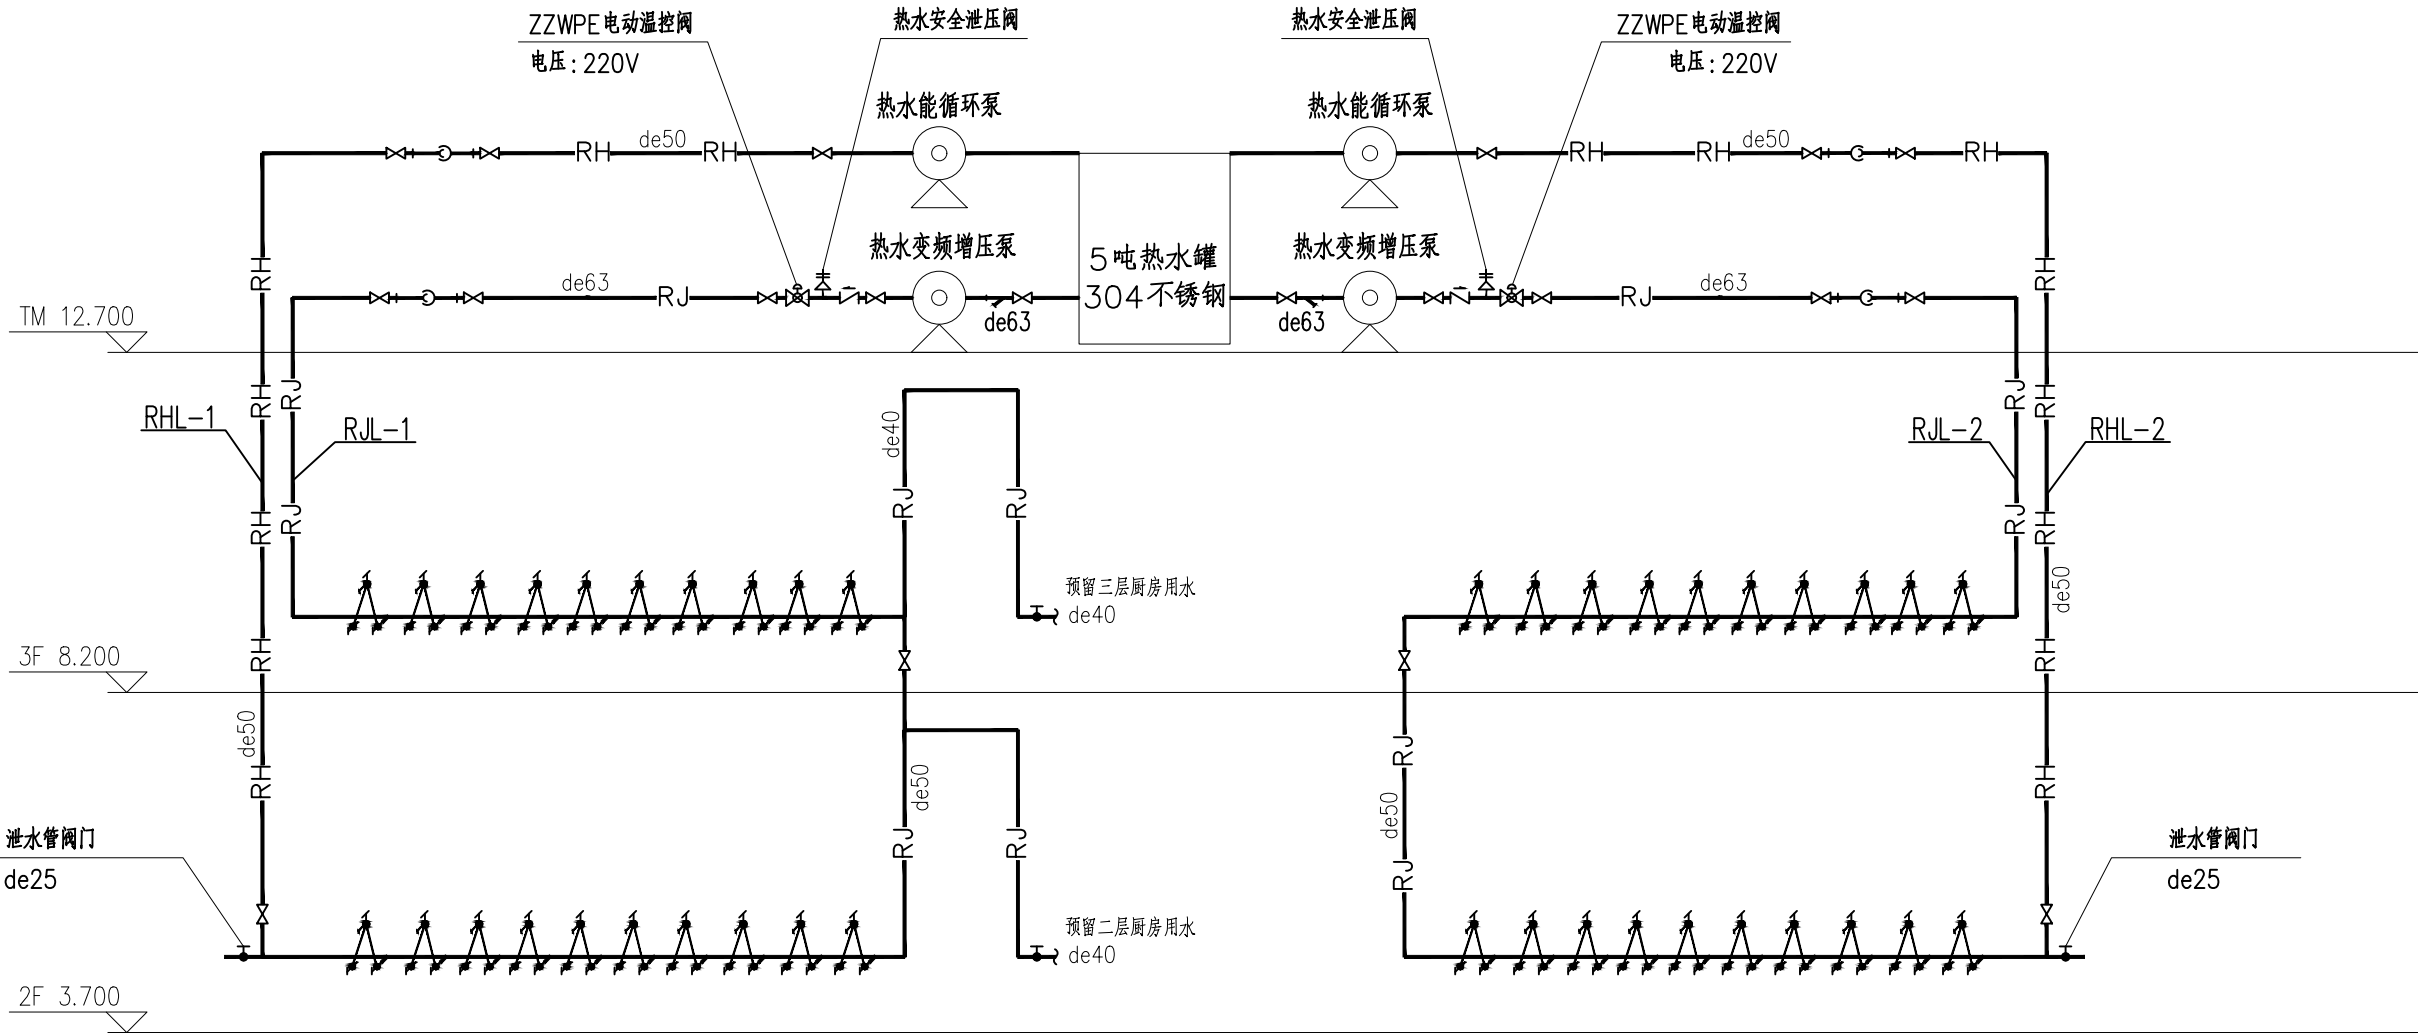 ZZWPE电动温控阀
电压:220V
热水安全泄压阀
热水安全泄压阀
ZZWPE电动温控阀
电压:220V
热水能循环泵
热水能循环泵
RH
de50
RH
RH
RH
de50
RH
热水变频增压泵
热水变频增压泵
5吨热水罐
304不锈钢
RH
RH
de63
RJ
de63
de63
RJ
de63
TM 12.700
RH
RJ
RJ
RH
RHL-1
RJL-1
de40
RJL-2
RHL-2
RH
RJ
RJ
RJ
RJ
RH
预留三层厨房用水
de40
de50
3F 8.200
RH
RH
de50
RH
de50
RJ
RH
de50
RJ
RJ
RJ
泄水管阀门
de25
泄水管阀门
de25
预留二层厨房用水
de40
2F 3.700